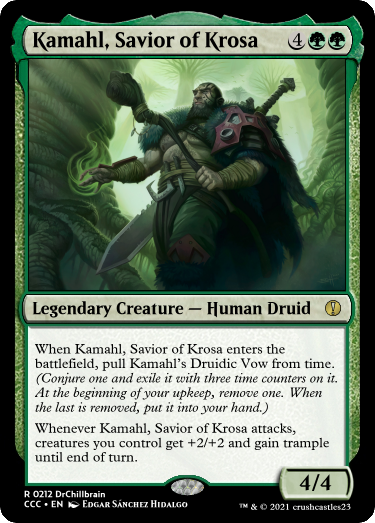 Kamahl, Savior of Krosa 4
Legendary Creature — Human Druid
When Kamahl, Savior of Krosa enters the
battlefield, pull Kamahl's Druidic Vow from time.
(Conjure one and exile it with three time counters on it.
At the beginning of your upkeep, remove one. When
the last is removed, put it into your hand.)
Whenever Kamahl, Savior of Krosa attacks,
creatures you control get +2/+2 and gain trample
until end of turn.
4/4
R 0212 DrChillbrain
CCC • EN Edgar Sánchez Hidalgo
™ & © 2021 crushcastles23